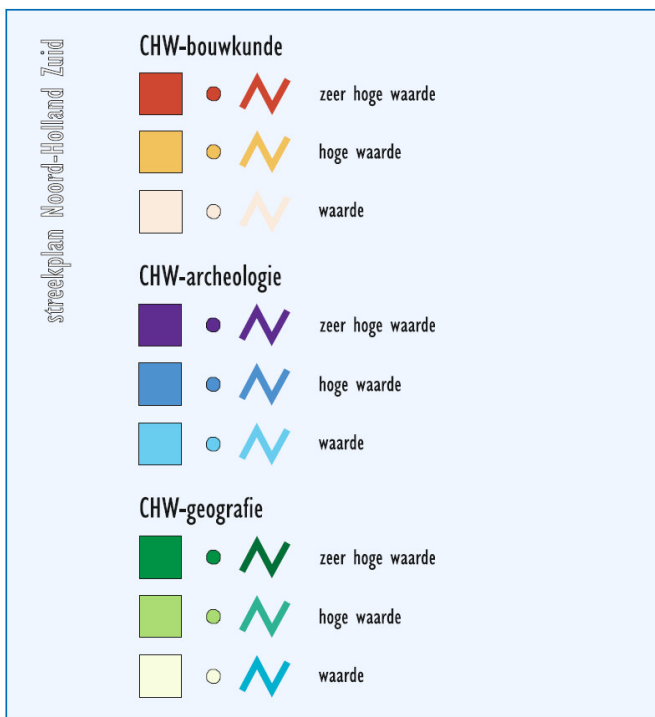 streekplan Noord-Holland Zuid
CHW-bouwkunde
zeer hoge waarde
hoge waarde
waarde
CHW-archeologie
zeer hoge waarde
hoge waarde
waarde
CHW-geografie
zeer hoge waarde
hoge waarde
waarde